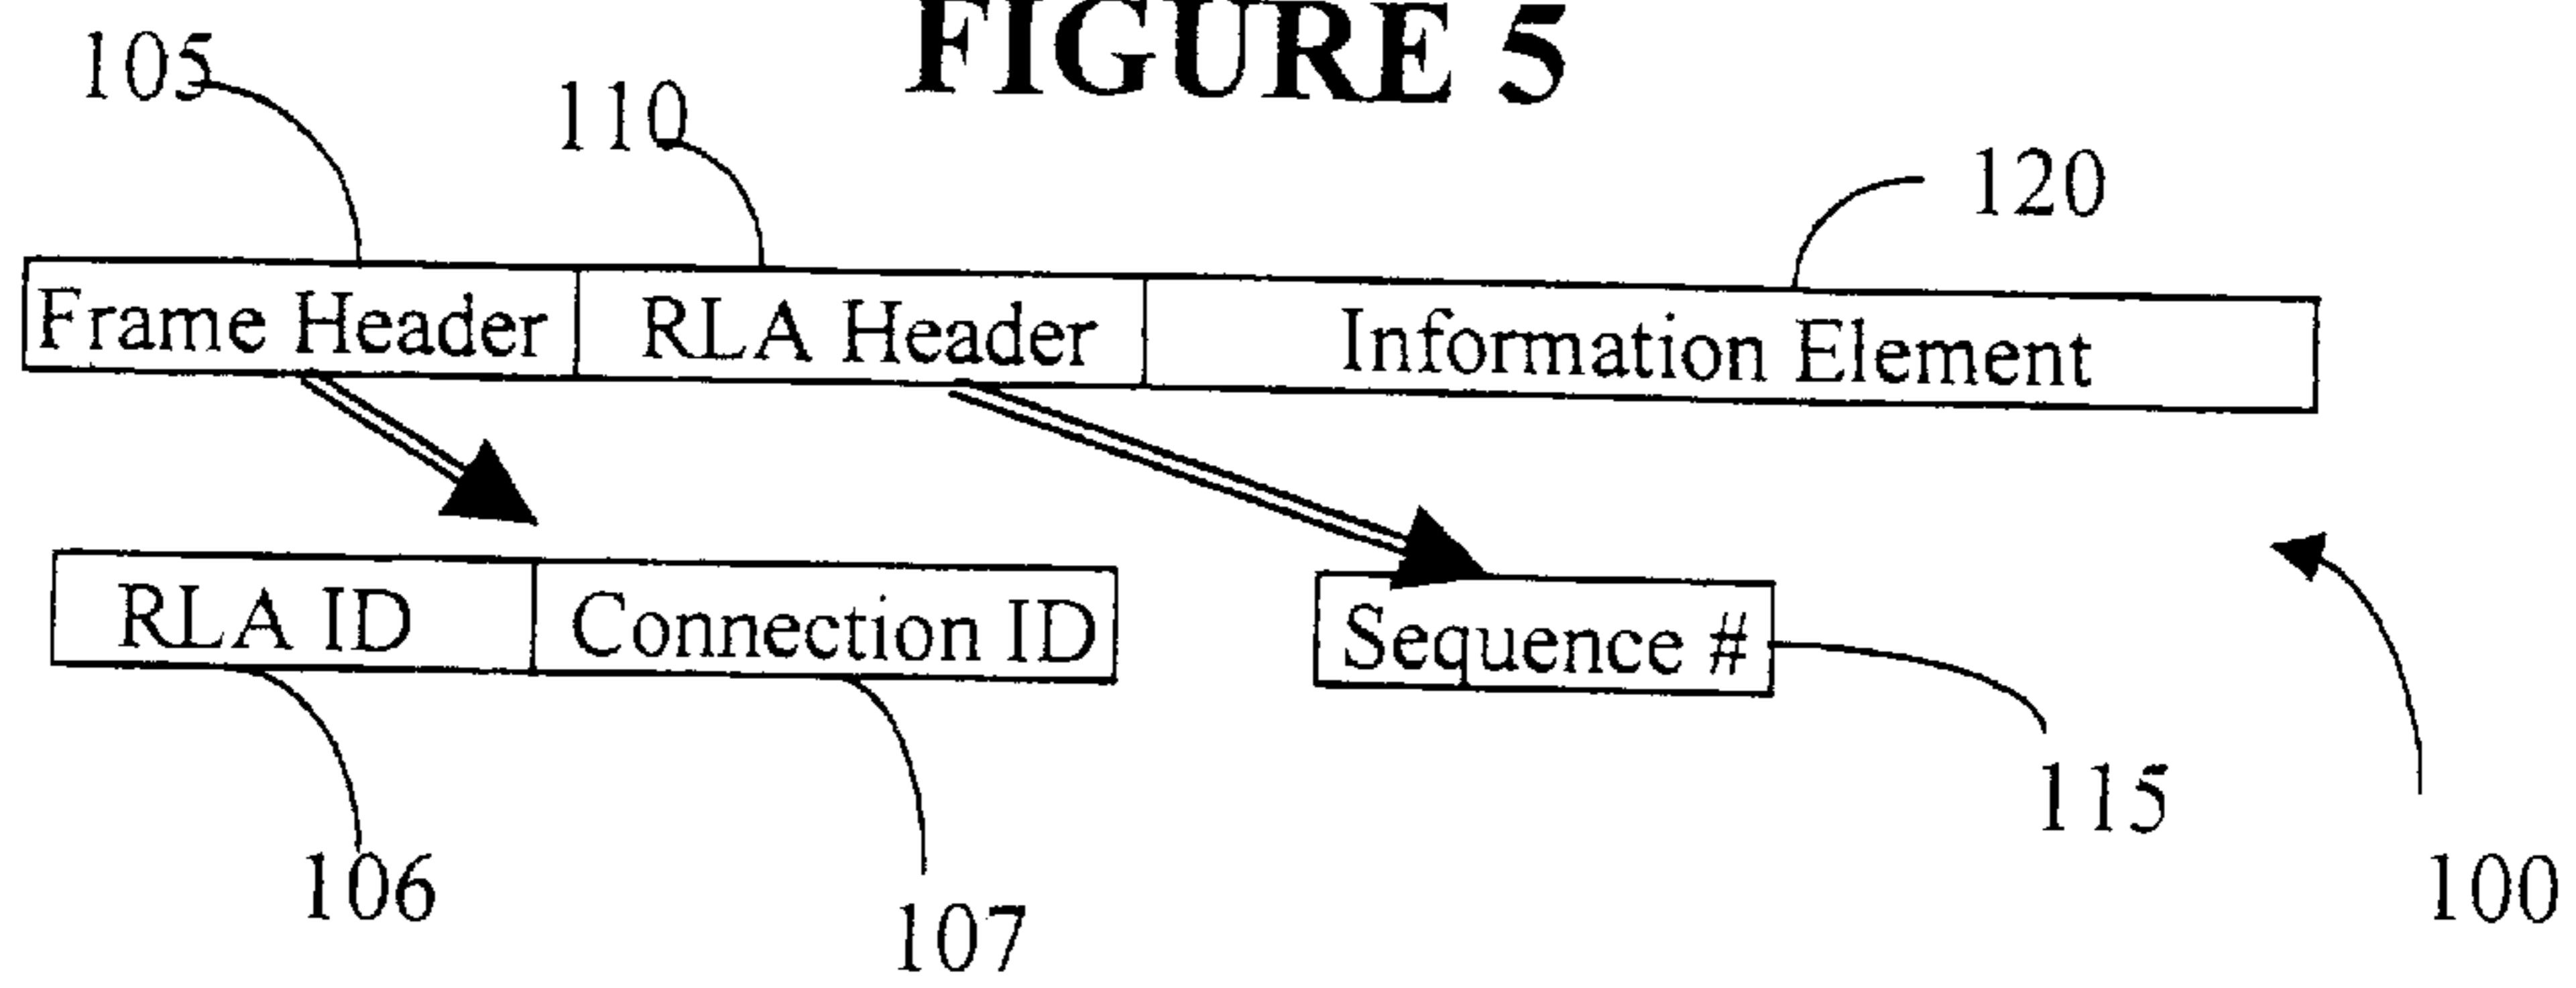 FIGURE 5
105
110
120
Frame Header RLA Header Information Element
RLA ID Connection ID Sequence #
115
106
107
100